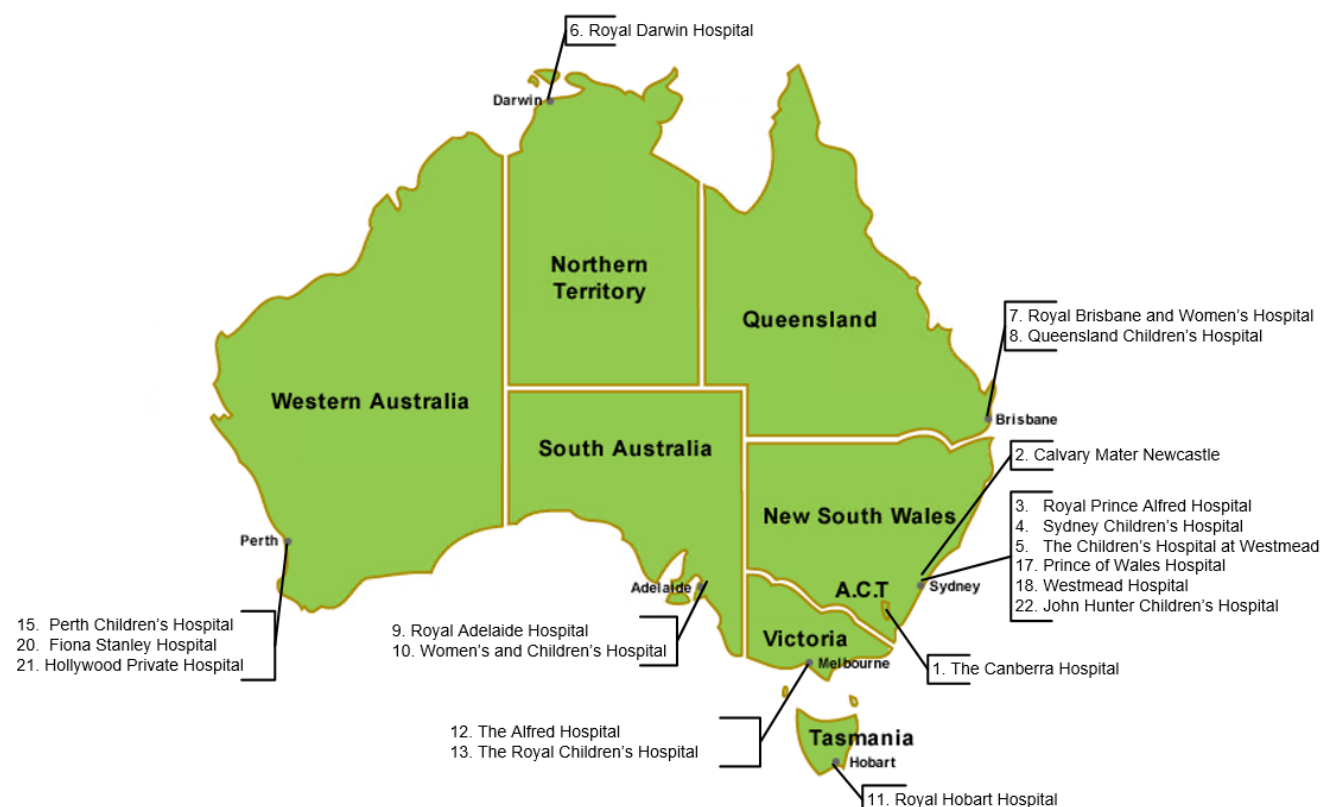 6. Royal Darwin Hospital
Darwin
Northern
Territory
Queensland
7. Royal Brisbane and Women’s Hospital
8. Queensland Children’s Hospital
Western Australia
Brisbane
South Australia
2. Calvary Mater Newcastle
New South Wales
3. Royal Prince Alfred Hospital
4 Sydney Children’s Hospital
5. The Children’s Hospital at Westmead
17. Prince of Wales Hospital
18. Westmead Hospital
22. John Hunter Children’s Hospital
Perth
Adelaide
A.C.T
Sydney
15. Perth Children’s Hospital
20. Fiona Stanley Hospital
21. Hollywood Private Hospital
9. Royal Adelaide Hospital
10. Women’s and Children’s Hospital
Victoria
Melbourne
1. The Canberra Hospital
12. The Alfred Hospital
13. The Royal Children’s Hospital
Tasmania
Hobart
11. Royal Hobart Hospital